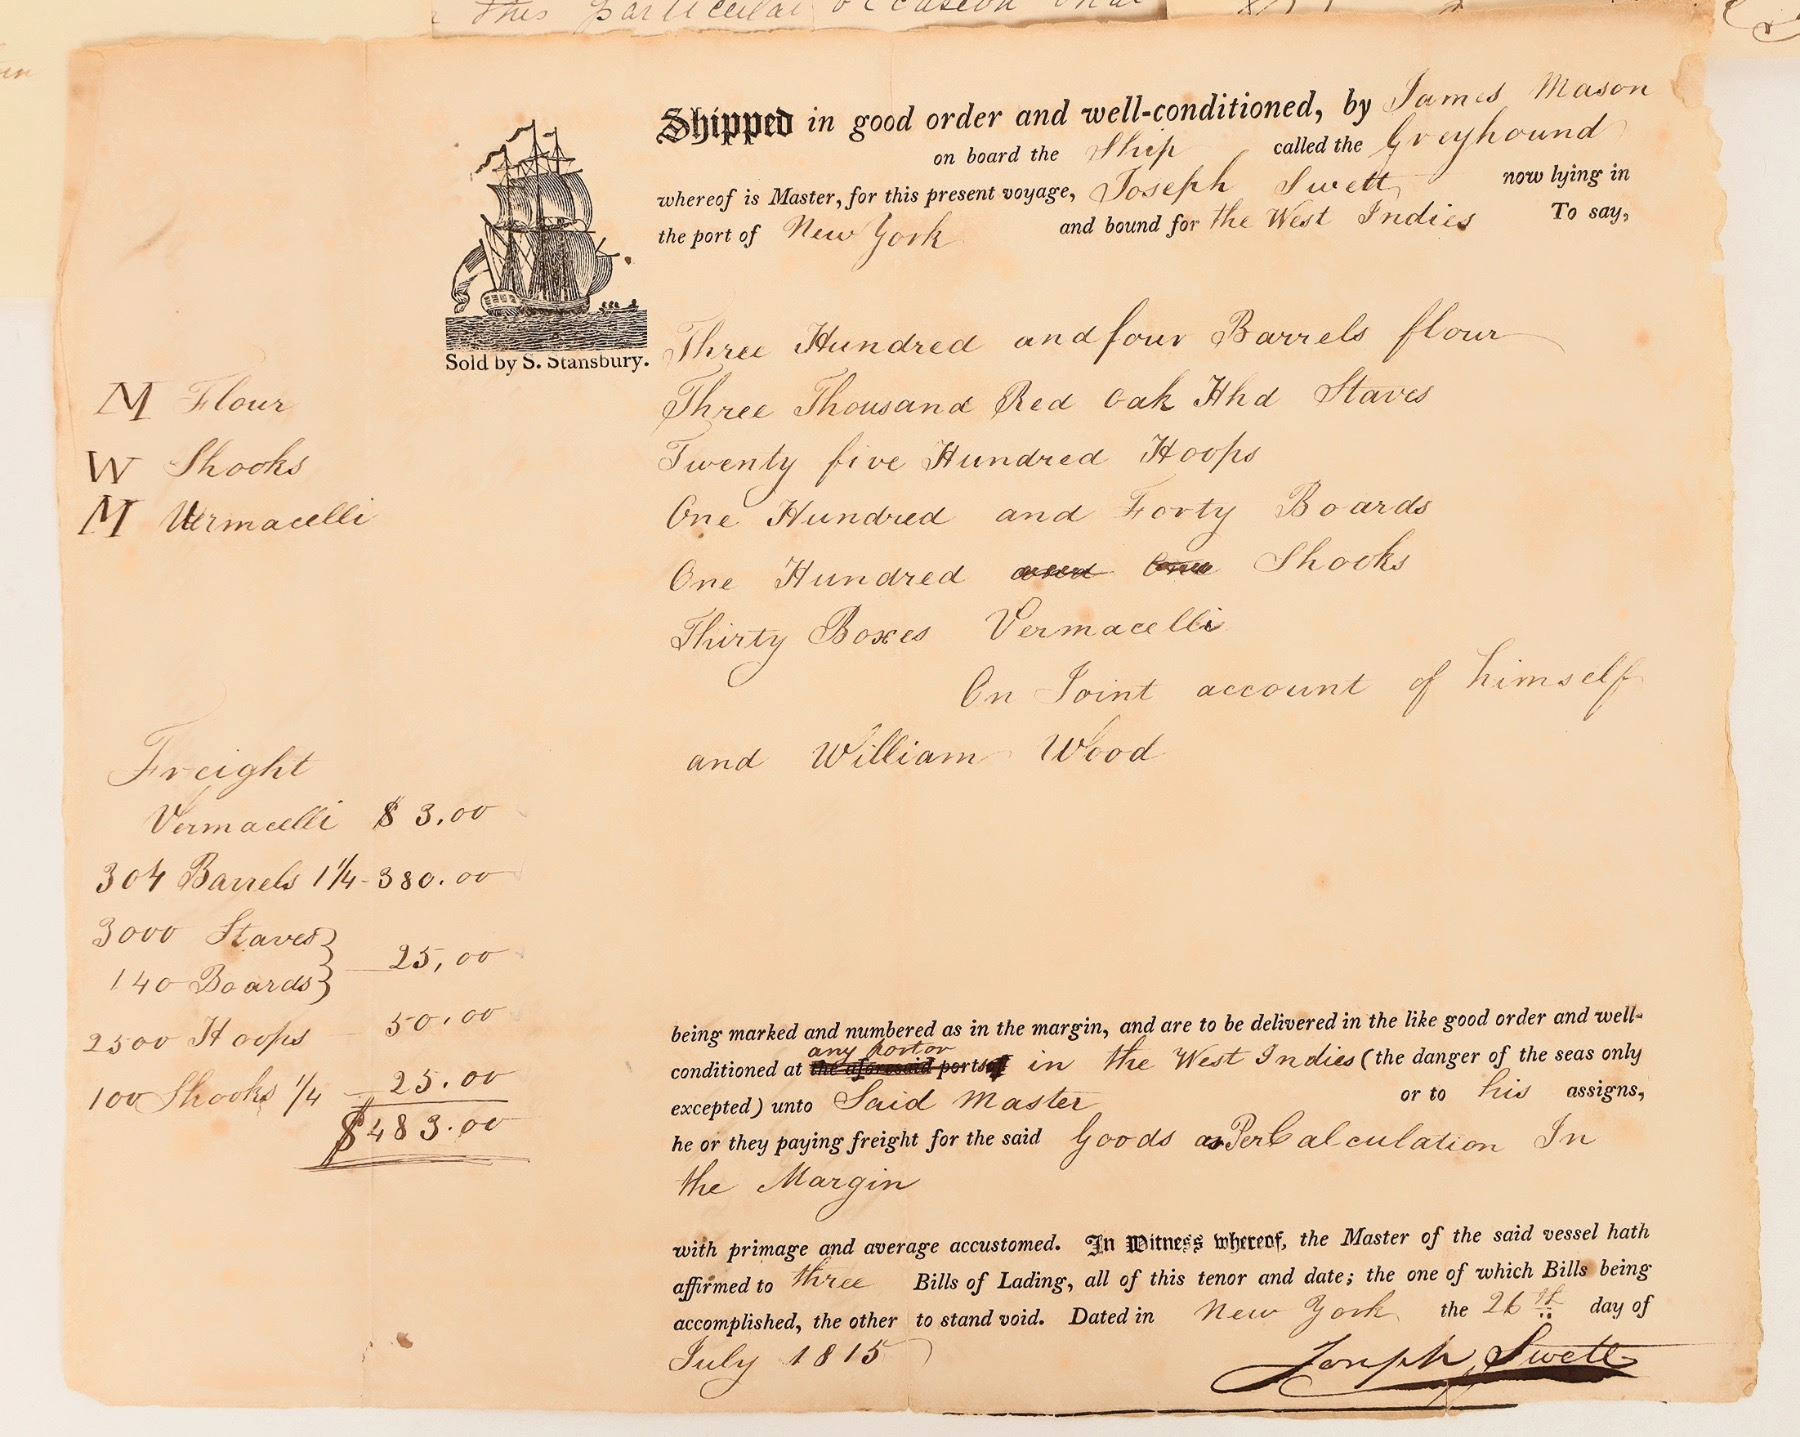 this particular occasion that
Shipped in good order and well-conditioned, by James Mason
on board the Ship called the Greyhound
whereof is Master, for this present voyage, Joseph Swett now lying in
the port of New York and bound for the West Indies To say,
Sold by S. Stansbury.
Three Hundred and four Barrels flour
Three Thousand Red Oak Hhd Staves
Twenty five Hundred Hoops
One Hundred and Forty Boards
One Hundred and One Shooks
Thirty Boxes Vermacelli
On Joint account of himself
and William Wood
M Flour
W Shooks
M Vermacelli
Freight
Vermacelli $3.00
304 Barrels 1 1/4 - 380.00
3000 Staves }
140 Boards } - 25,00
2500 Hoops - 50.00
100 Shooks 1/4 - 25.00
$483.00
being marked and numbered as in the margin, and are to be delivered in the like good order and well-
any port or
conditioned at the aforesaid ports in the West Indies (the danger of the seas only
excepted) unto Said Master or to his assigns,
he or they paying freight for the said Goods as Per Calculation In
the Margin
with primage and average accustomed. In Witness whereof, the Master of the said vessel hath
affirmed to three Bills of Lading, all of this tenor and date; the one of which Bills being
accomplished, the other to stand void. Dated in New York the 26th day of
July 1815
Joseph Swett